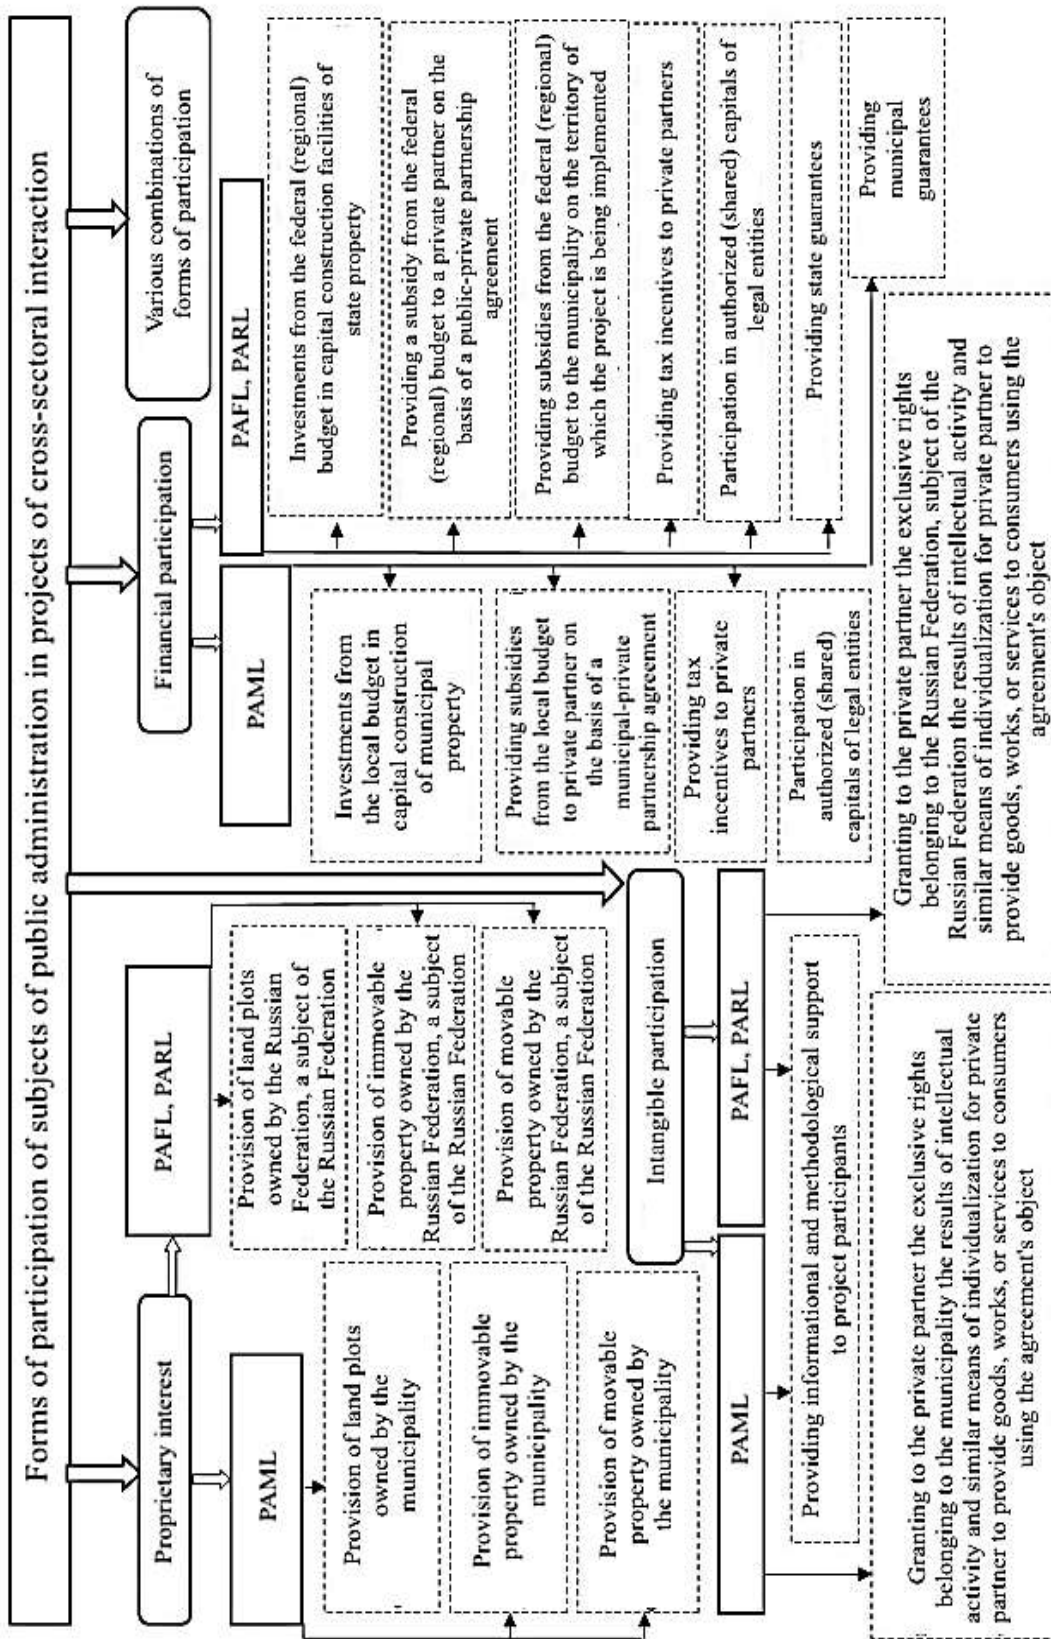 Forms of participation of subjects of public administration in projects of cross-sectoral interaction
Proprietary interest
Financial participation
Various combinations of
forms of participation
PAFL, PARL
PAML
Provision of land plots
owned by the Russian
Federation, a subject of
the Russian Federation
Provision of immovable
property owned by the
Russian Federation, a subject
of the Russian Federation
Provision of movable
property owned by the
Russian Federation, a subject
of the Russian Federation
Provision of land plots
owned by the
municipality
Provision of immovable
property owned by the
municipality
Provision of movable
property owned by
the municipality
PAML
PAFL, PARL
Investments from
the local budget in
capital construction
of municipal
property
Providing subsidies
from the local budget
to private partner on
the basis of a
municipal-private
partnership agreement
Providing tax
incentives to private
partners
Participation in
authorized (shared)
capitals of legal entities
Investments from the federal (regional)
budget in capital construction facilities of
state property
Providing a subsidy from the federal
(regional) budget to a private partner on the
basis of a public-private partnership
agreement
Providing subsidies from the federal (regional)
budget to the municipality on the territory of
which the project is being implemented
Providing tax incentives to private partners
Participation in authorized (shared) capitals of
legal entities
Providing state guarantees
Providing
municipal
guarantees
Intangible participation
PAML
PAFL, PARL
Providing informational and methodological support
to project participants
Granting to the private partner the exclusive rights
belonging to the municipality the results of intellectual
activity and similar means of individualization for private
partner to provide goods, works, or services to consumers
using the agreement's object
Granting to the private partner the exclusive rights
belonging to the Russian Federation, subject of the
Russian Federation the results of intellectual activity and
similar means of individualization for private partner to
provide goods, works, or services to consumers using the
agreement's object